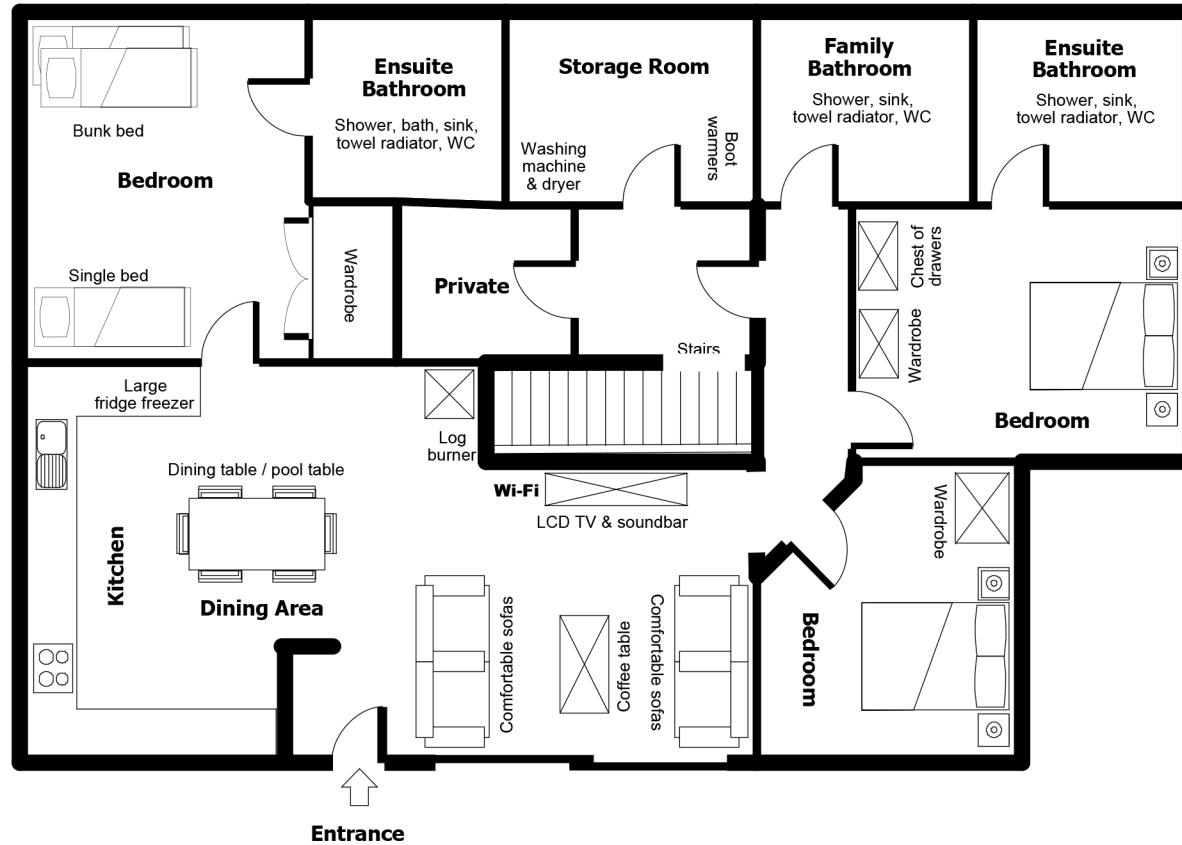 Ensuite
Bathroom
Shower, bath, sink,
towel radiator, WC
Storage Room
Washing
machine
& dryer
Boot
warmers
Family
Bathroom
Shower, sink,
towel radiator, WC
Ensuite
Bathroom
Shower, sink,
towel radiator, WC
Bunk bed
Bedroom
Single bed
Wardrobe
Private
Stairs
Chest of
drawers
Wardrobe
Bedroom
Large
fridge freezer
Log
burner
Dining table / pool table
Wi-Fi
LCD TV & soundbar
Wardrobe
Kitchen
Dining Area
Comfortable sofas
Coffee table
Comfortable sofas
Bedroom
Entrance